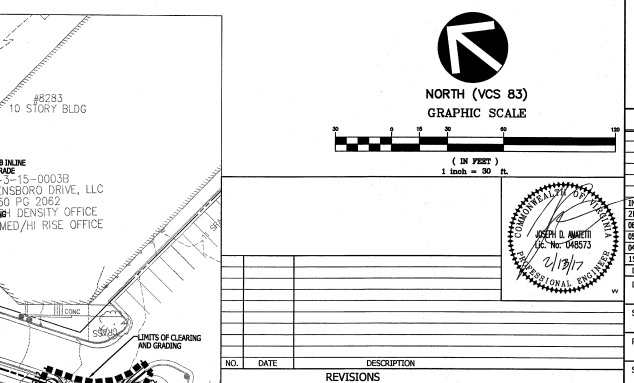 #8283
10 STORY BLDG
B INLINE
RADE
-3-15-0003B
ENSBORO DRIVE, LLC
60 PG 2062
H DENSITY OFFICE
MED/HI RISE OFFICE
CONC
GRASS
LIMITS OF CLEARING
AND GRADING
NORTH (VCS 83)
GRAPHIC SCALE
30 0 15 30 60 120
( IN FEET )
1 inch = 30 ft.
COMMONWEALTH OF VIRGINIA
JOSEPH D. AMATETTI
Lic. No. 048573
2/13/17
PROFESSIONAL ENGINEER
NO. DATE DESCRIPTION
REVISIONS